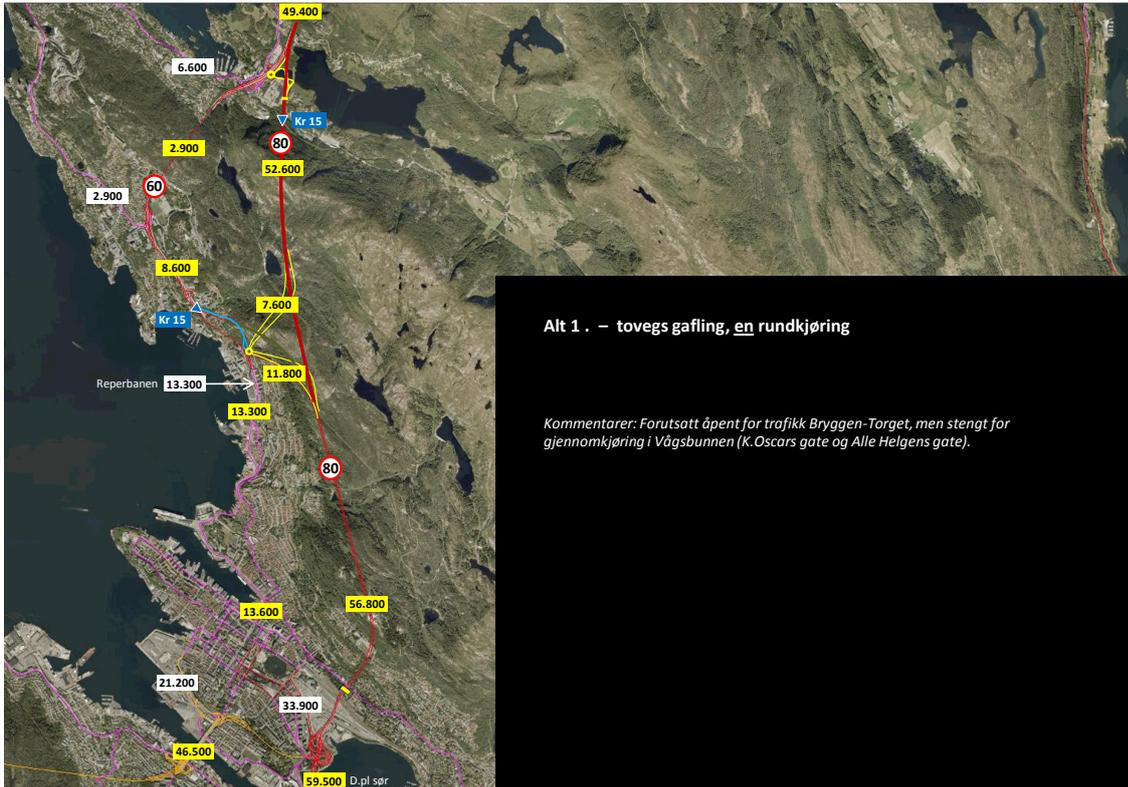 49.400
6.600
Kr 15
80
2.900
52.600
60
2.900
8.600
7.600
Kr 15
Alt 1 . – tovegs gafling, en rundkjøring
11.800
Reperbanen 13.300
13.300
Kommentarer: Forutsatt åpent for trafikk Bryggen-Torget, men stengt for
gjennomkjøring i Vågsbunnen (K.Oscars gate og Alle Helgens gate).
80
56.800
13.600
21.200
33.900
46.500
59.500 D.pl sør